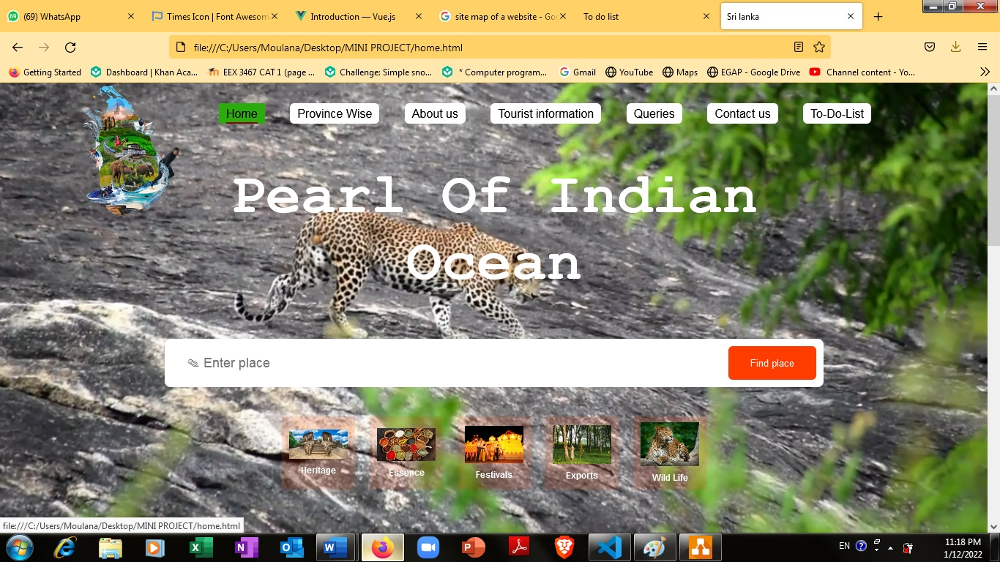 (69) WhatsApp
Times Icon | Font Awesom
Introduction — Vue.js
site map of a website - Goo
To do list
Sri lanka
file:///C:/Users/Moulana/Desktop/MINI PROJECT/home.html
Getting Started
Dashboard | Khan Aca...
EEX 3467 CAT 1 (page ...
Challenge: Simple sno...
* Computer program...
Gmail
YouTube
Maps
EGAP - Google Drive
Channel content - Yo...
Home
Province Wise
About us
Tourist information
Queries
Contact us
To-Do-List
Pearl Of Indian
Ocean
✎ Enter place
Find place
Heritage
Essence
Festivals
Exports
Wild Life
file:///C:/Users/Moulana/Desktop/MINI PROJECT/home.html
EN
11:18 PM
1/12/2022